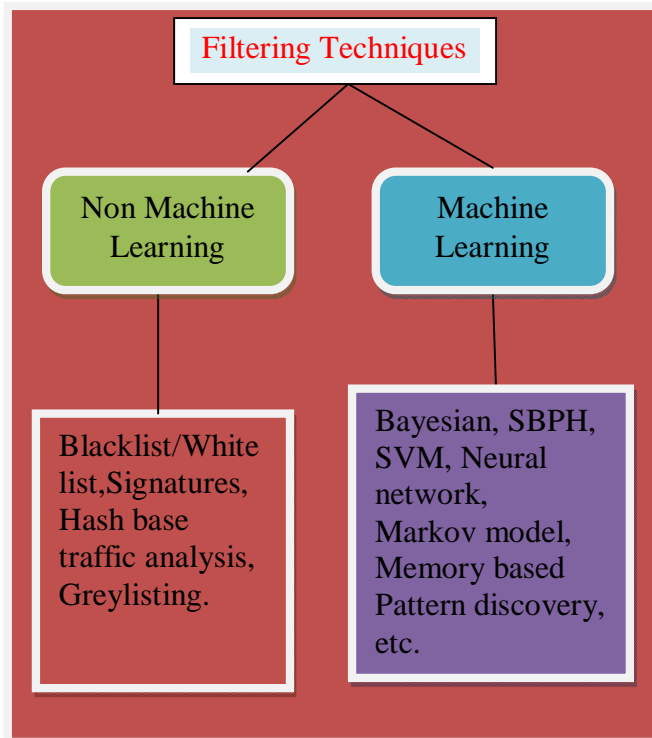 Filtering Techniques
Non Machine
Learning
Machine
Learning
Blacklist/White
list,Signatures,
Hash base
traffic analysis,
Greylisting.
Bayesian, SBPH,
SVM, Neural
network,
Markov model,
Memory based
Pattern discovery,
etc.